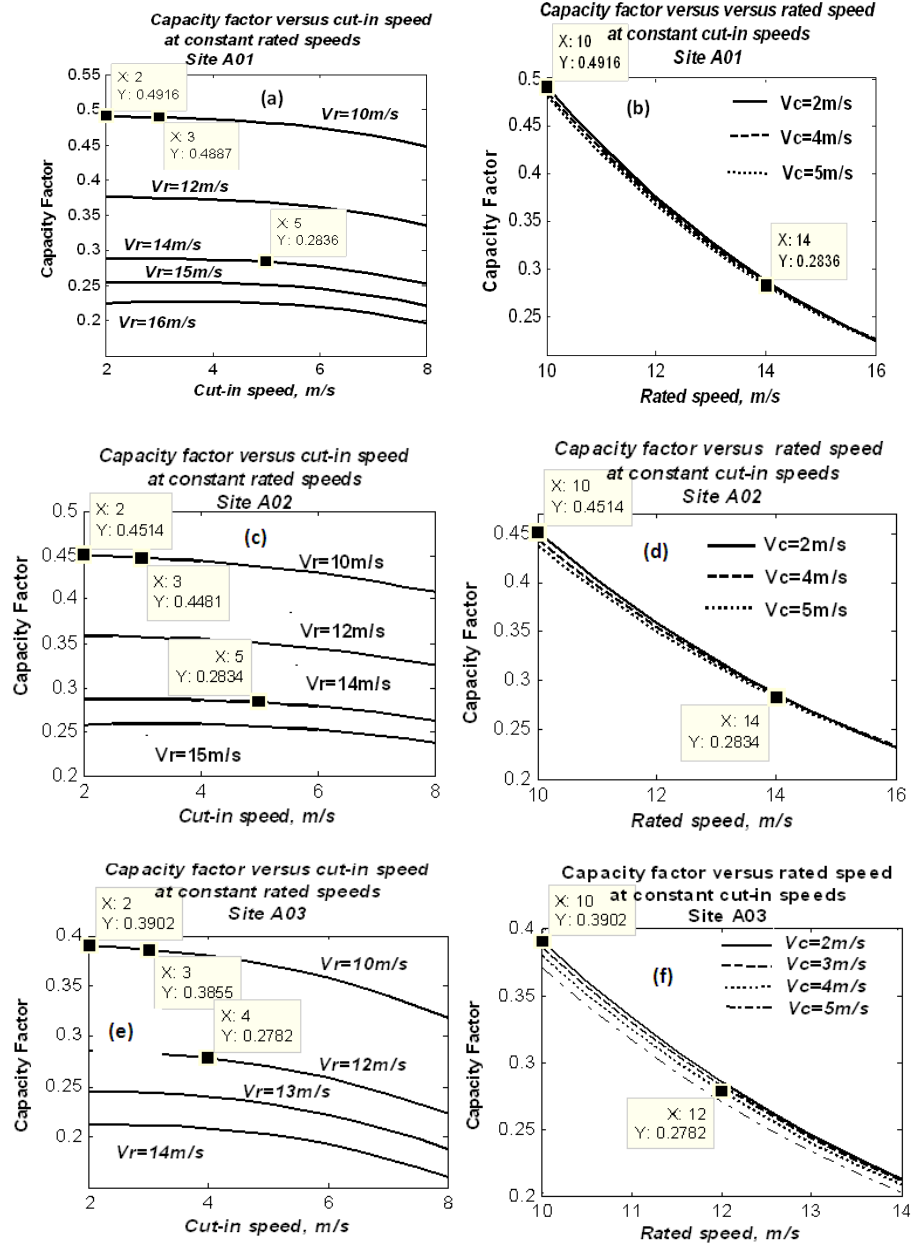 Capacity factor versus cut-in speed
at constant rated speeds
Site A01
X: 2
Y: 0.4916
(a)
Vr=10m/s
X: 3
Y: 0.4887
Vr=12m/s
X: 5
Y: 0.2836
Vr=14m/s
Vr=15m/s
Vr=16m/s
0.55
0.5
0.45
0.4
0.35
0.3
0.25
0.2
Capacity Factor
2
4
6
8
Cut-in speed, m/s
Capacity factor versus versus rated speed
at constant cut-in speeds
Site A01
X: 10
Y: 0.4916
(b)
Vc=2m/s
Vc=4m/s
Vc=5m/s
X: 14
Y: 0.2836
0.5
0.45
0.4
0.35
0.3
0.25
Capacity Factor
10
12
14
16
Rated speed, m/s
Capacity factor versus cut-in speed
at constant rated speeds
Site A02
X: 2
Y: 0.4514
(c)
Vr=10m/s
X: 3
Y: 0.4481
Vr=12m/s
X: 5
Y: 0.2834
Vr=14m/s
Vr=15m/s
0.5
0.45
0.4
0.35
0.3
0.25
0.2
Capacity Factor
2
4
6
8
Cut-in speed, m/s
Capacity factor versus rated speed
at constant cut-in speeds
Site A02
X: 10
Y: 0.4514
(d)
Vc=2m/s
Vc=4m/s
Vc=5m/s
X: 14
Y: 0.2834
0.45
0.4
0.35
0.3
0.25
0.2
Capacity Factor
10
12
14
16
Rated speed, m/s
Capacity factor versus cut-in speed
at constant rated speeds
Site A03
X: 2
Y: 0.3902
Vr=10m/s
X: 3
Y: 0.3855
X: 4
Y: 0.2782
(e)
Vr=12m/s
Vr=13m/s
Vr=14m/s
0.4
0.3
0.25
0.2
Capacity Factor
2
4
6
8
Cut-in speed, m/s
Capacity factor versus rated speed
at constant cut-in speeds
Site A03
X: 10
Y: 0.3902
(f)
Vc=2m/s
Vc=3m/s
Vc=4m/s
Vc=5m/s
X: 12
Y: 0.2782
0.4
0.35
0.3
0.25
0.2
Capacity Factor
10
11
12
13
14
Rated speed, m/s